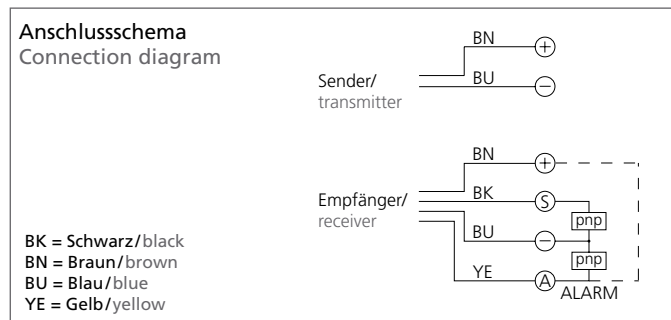 Anschlussschema
Connection diagram
Sender/
transmitter
BN
+
BU
−
Empfänger/
receiver
BN
+
BK
S
pnp
BU
−
pnp
YE
A
ALARM
BK = Schwarz/black
BN = Braun/brown
BU = Blau/blue
YE = Gelb/yellow